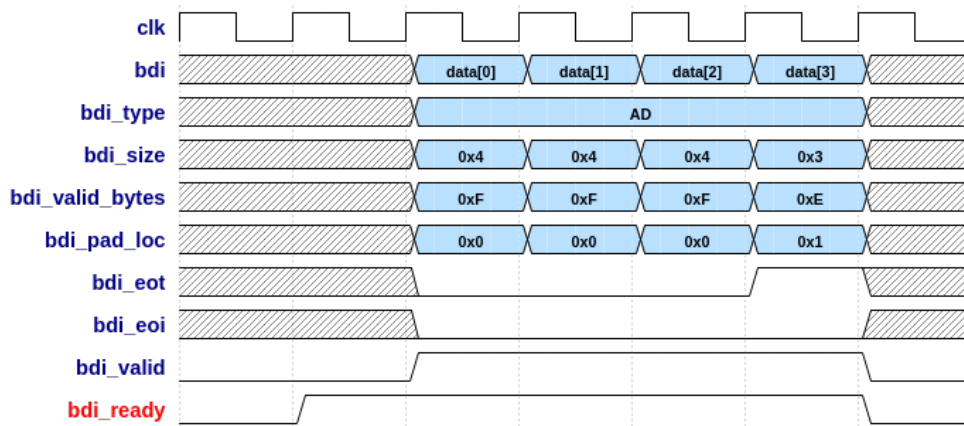 clk
bdi data[0] data[1] data[2] data[3]
bdi_type AD
bdi_size 0x4 0x4 0x4 0x3
bdi_valid_bytes 0xF 0xF 0xF 0xE
bdi_pad_loc 0x0 0x0 0x0 0x1
bdi_eot
bdi_eoi
bdi_valid
bdi_ready